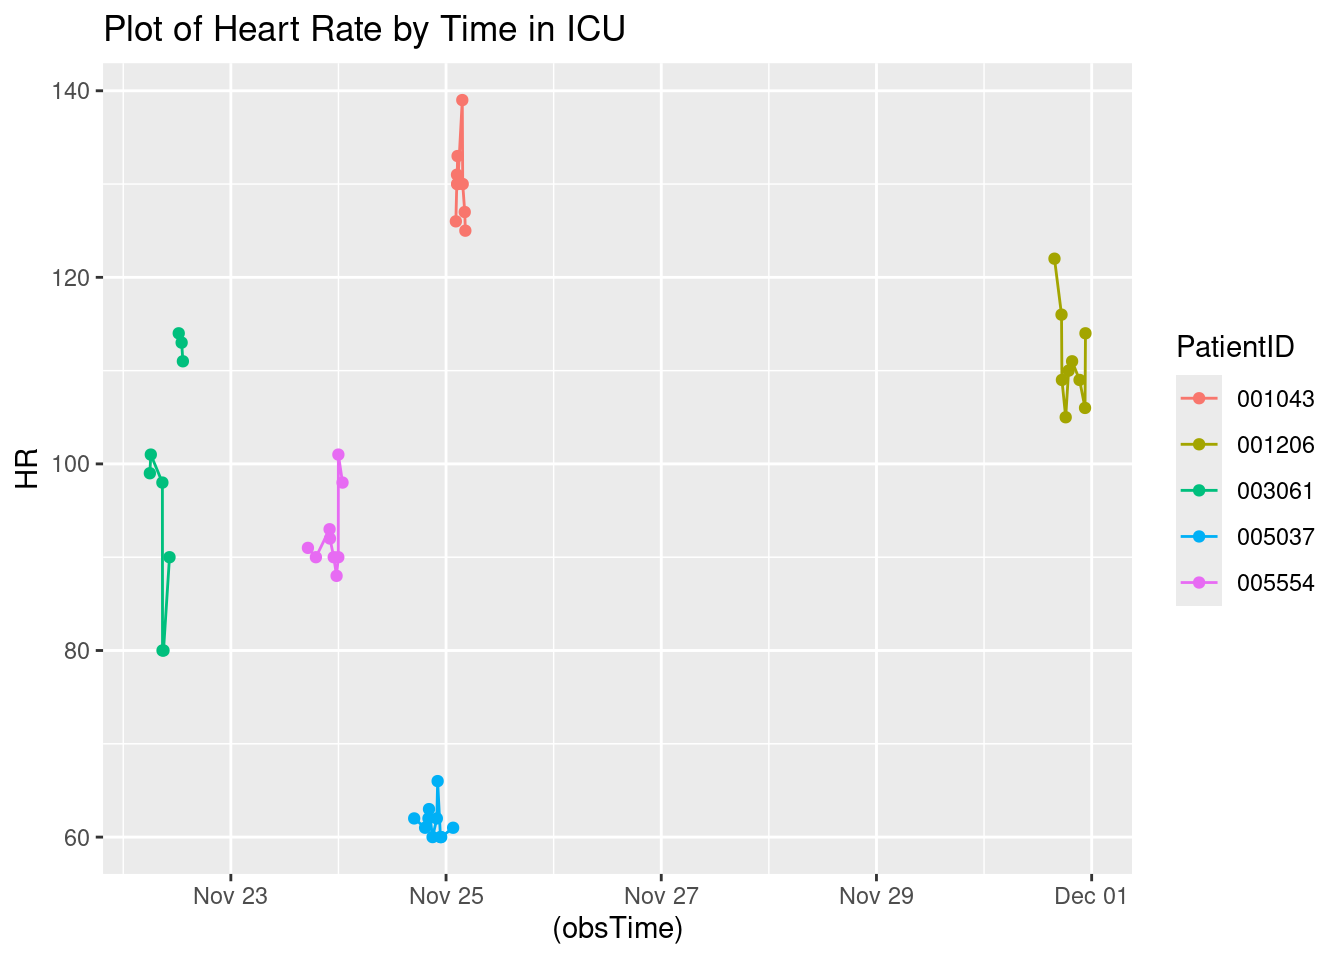 Plot of Heart Rate by Time in ICU
140
120
100
80
60
HR
Nov 23 Nov 25 Nov 27 Nov 29 Dec 01
(obsTime)
PatientID
001043
001206
003061
005037
005554